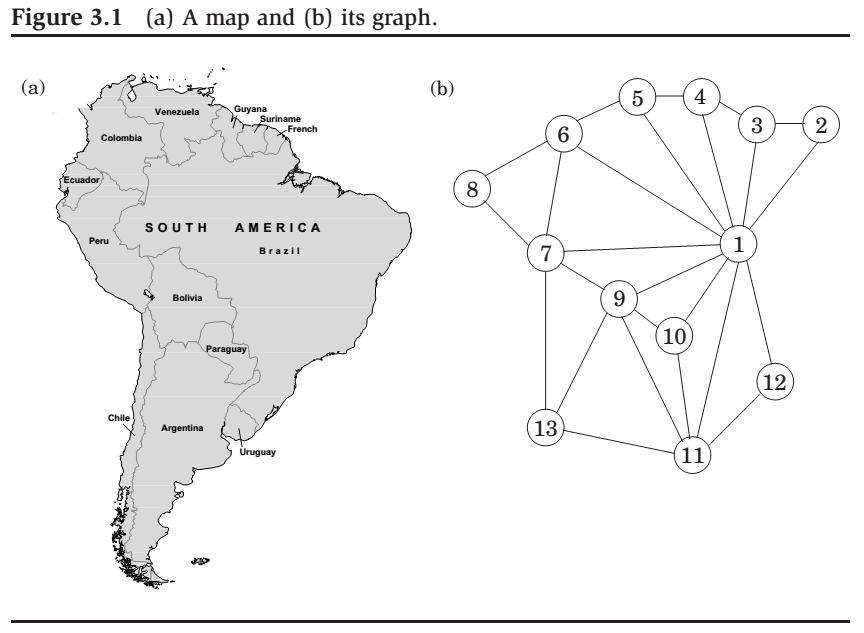 Figure 3.1 (a) A map and (b) its graph.
(a)
Venezuela
Guyana
Suriname
French
Colombia
Ecuador
SOUTH AMERICA
Peru
Brazil
Bolivia
Paraguay
Chile
Argentina
Uruguay
(b)
5
4
3
2
6
8
1
7
9
10
12
13
11